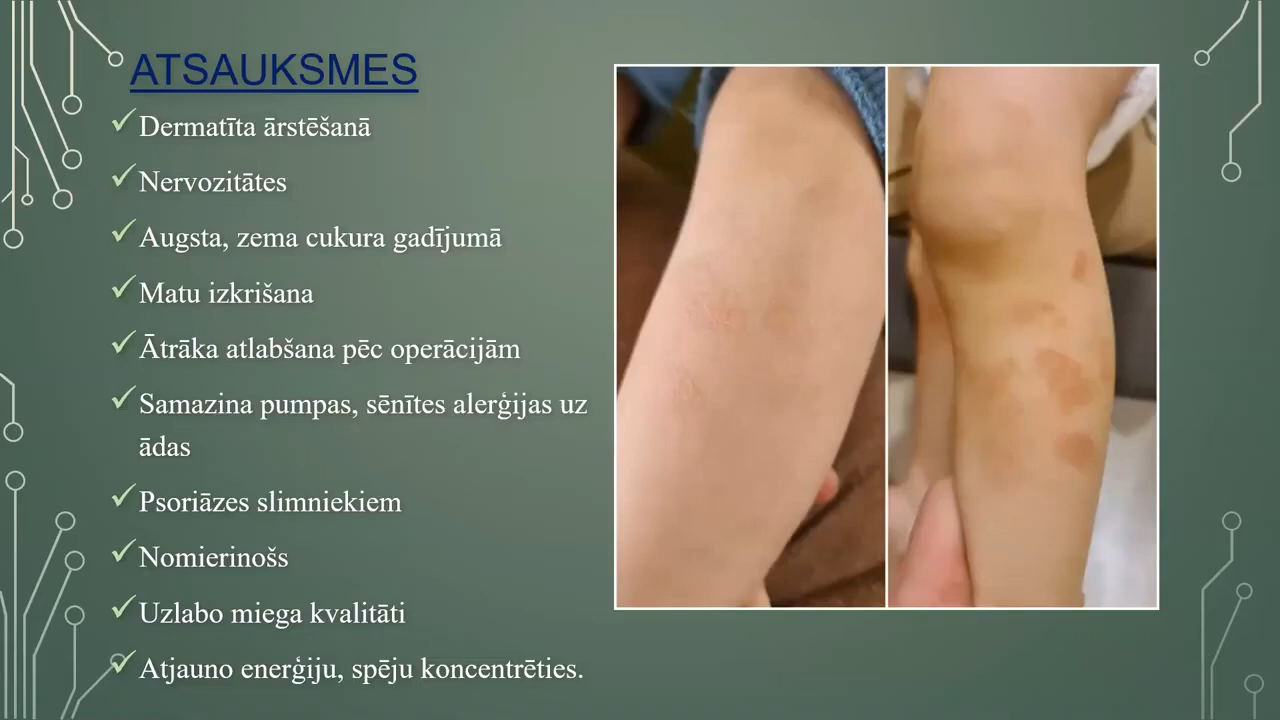 ATSAUKSMES
Dermatīta ārstēšanā
Nervozitātes
Augsta, zema cukura gadījumā
Matu izkrišana
Ātrāka atlabšana pēc operācijām
Samazina pumpas, sēnītes alerģijas uz
ādas
Psoriāzes slimniekiem
Nomierinošs
Uzlabo miega kvalitāti
Atjauno enerģiju, spēju koncentrēties.